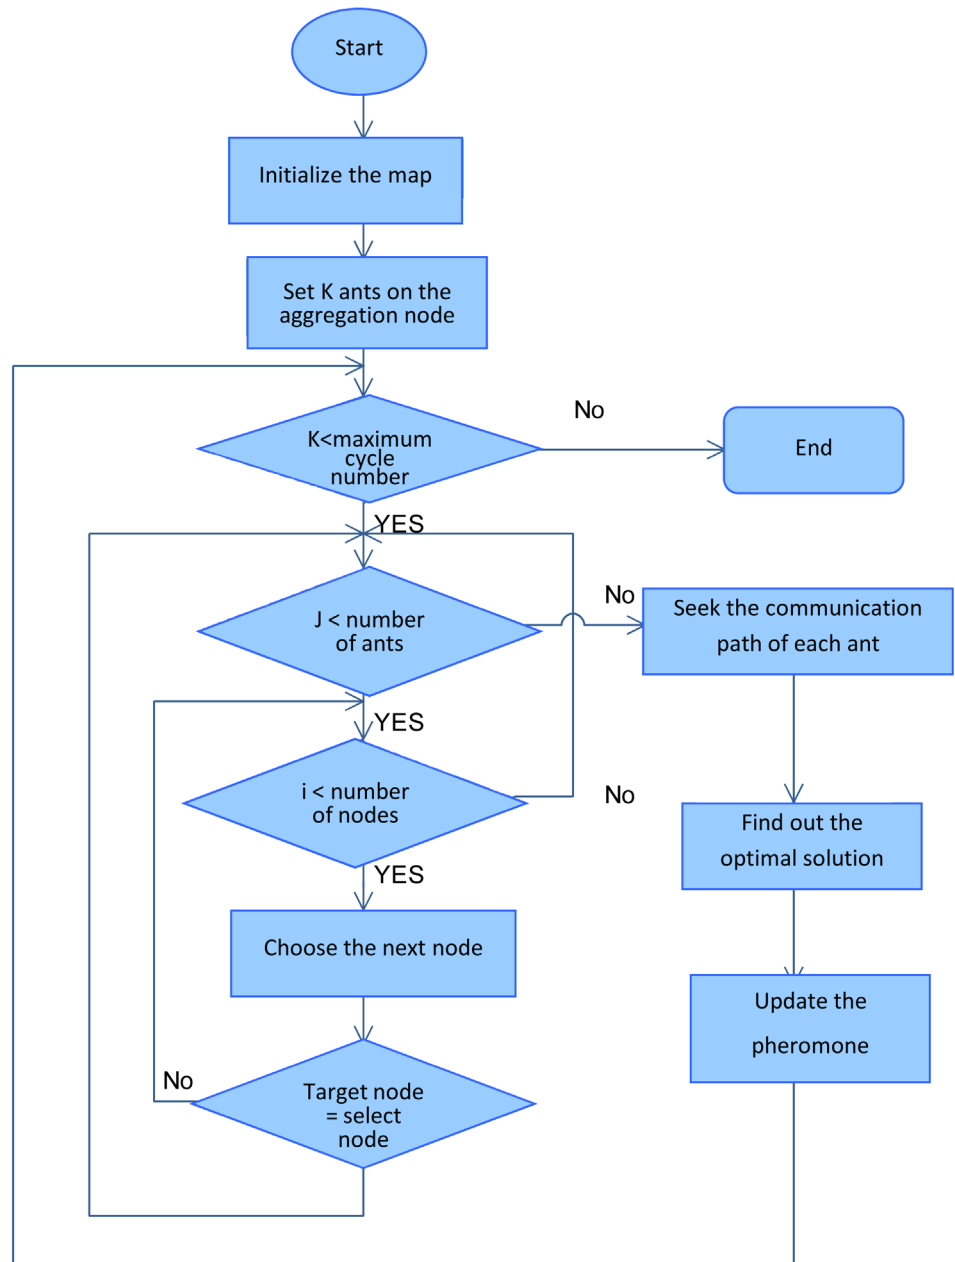 Start
Initialize the map
Set K ants on the
aggregation node
K<maximum
cycle
number
No
End
YES
J < number
of ants
No
Seek the communication
path of each ant
YES
i < number
of nodes
No
Find out the
optimal solution
YES
Choose the next node
Update the
pheromone
No
Target node
= select
node